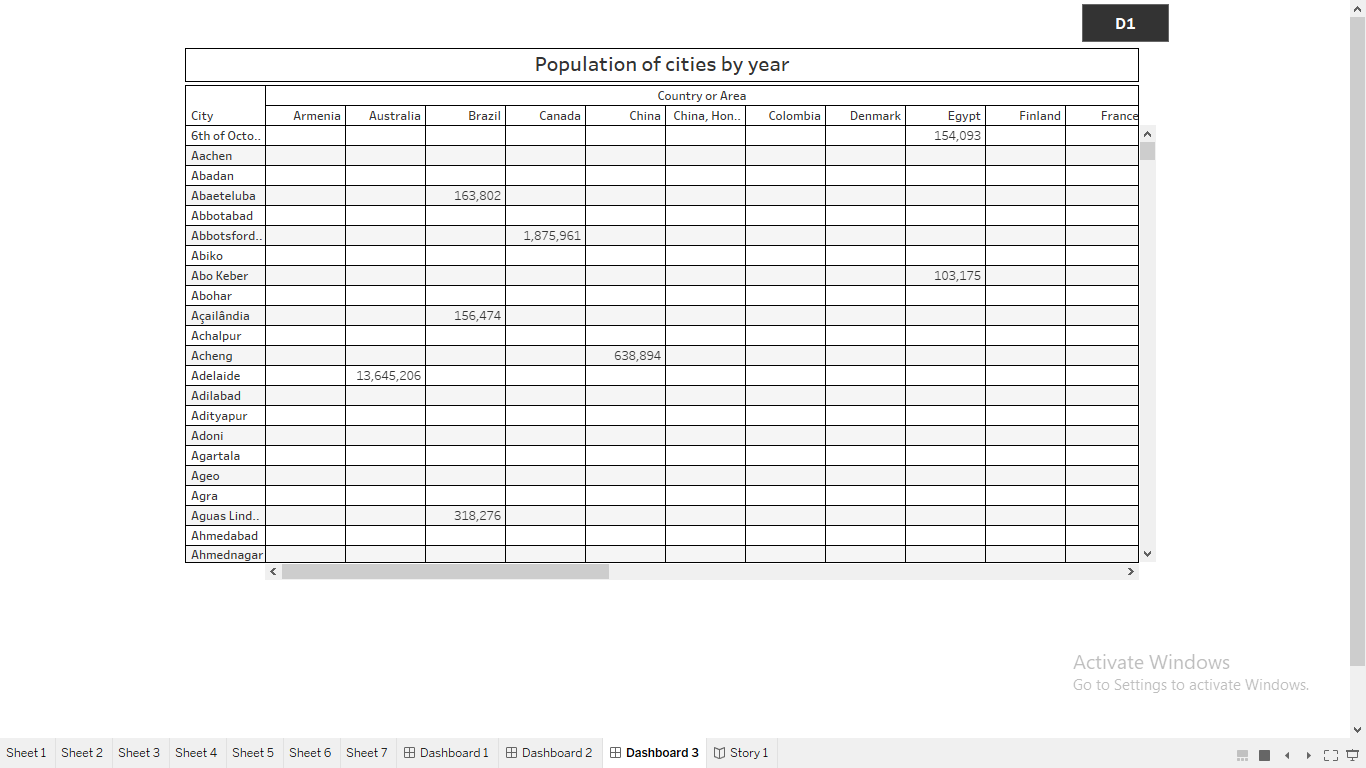 D1
Population of cities by year
Country or Area
City Armenia Australia Brazil Canada China China, Hon.. Colombia Denmark Egypt Finland France
6th of Octo.. 154,093
Aachen
Abadan
Abaeteluba 163,802
Abbotabad
Abbotsford.. 1,875,961
Abiko
Abo Keber 103,175
Abohar
Açailândia 156,474
Achalpur
Acheng 638,894
Adelaide 13,645,206
Adilabad
Adityapur
Adoni
Agartala
Ageo
Agra
Aguas Lind.. 318,276
Ahmedabad
Ahmednagar
Activate Windows
Go to Settings to activate Windows.
Sheet 1 Sheet 2 Sheet 3 Sheet 4 Sheet 5 Sheet 6 Sheet 7 Dashboard 1 Dashboard 2 Dashboard 3 Story 1